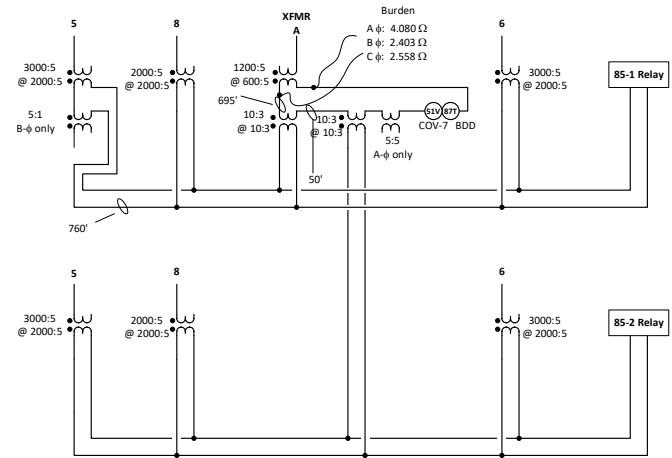 5
8
XFMR
A
Burden
A ϕ: 4.080 Ω
B ϕ: 2.403 Ω
C ϕ: 2.558 Ω
6
3000:5
@ 2000:5
2000:5
@ 2000:5
1200:5
@ 600:5
3000:5
@ 2000:5
85-1 Relay
5:1
B-ϕ only
695'
10:3
@ 10:3
10:3
@ 10:3
51V
87T
COV-7
BDD
5:5
A-ϕ only
50'
760'
5
8
6
3000:5
@ 2000:5
2000:5
@ 2000:5
3000:5
@ 2000:5
85-2 Relay